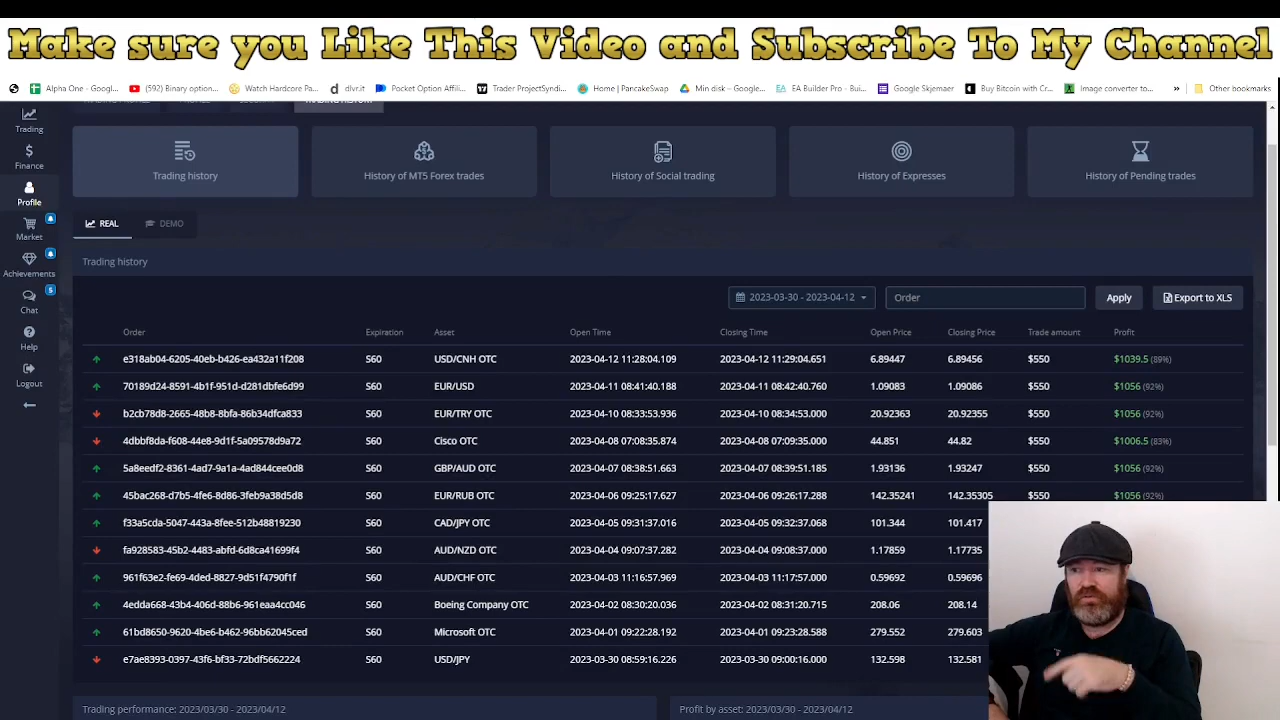 Make sure you Like This Video and Subscribe To My Channel
Alpha One - Googl... (592) Binary option... Watch Hardcore Pa... dlvr.it Pocket Option Affili... Trader ProjectSyndi... Home | PancakeSwap Min disk – Google... EA Builder Pro - Bui... Google Skjemaer Buy Bitcoin with Cr... Image converter to... » Other bookmarks
Trading
Finance
Profile
Market
Achievements
5
Chat
Help
Logout
TRADING HISTORY
Trading history History of MT5 Forex trades History of Social trading History of Expresses History of Pending trades
REAL DEMO
Trading history
2023-03-30 - 2023-04-12 Order Apply Export to XLS
Order Expiration Asset Open Time Closing Time Open Price Closing Price Trade amount Profit
e318ab04-6205-40eb-b426-ea432a11f208 S60 USD/CNH OTC 2023-04-12 11:28:04.109 2023-04-12 11:29:04.651 6.89447 6.89456 $550 $1039.5 (89%)
70189d24-8591-4b1f-951d-d281dbfe6d99 S60 EUR/USD 2023-04-11 08:41:40.188 2023-04-11 08:42:40.760 1.09083 1.09086 $550 $1056 (92%)
b2cb78d8-2665-48b8-8bfa-86b34dfca833 S60 EUR/TRY OTC 2023-04-10 08:33:53.936 2023-04-10 08:34:53.000 20.92363 20.92355 $550 $1056 (92%)
4dbbf8da-f608-44e8-9d1f-5a09578d9a72 S60 Cisco OTC 2023-04-08 07:08:35.874 2023-04-08 07:09:35.000 44.851 44.82 $550 $1006.5 (83%)
5a8eedf2-8361-4ad7-9a1a-4ad844cee0d8 S60 GBP/AUD OTC 2023-04-07 08:38:51.663 2023-04-07 08:39:51.185 1.93136 1.93247 $550 $1056 (92%)
45bac268-d7b5-4fe6-8d86-3feb9a38d5d8 S60 EUR/RUB OTC 2023-04-06 09:25:17.627 2023-04-06 09:26:17.288 142.35241 142.35305 $550 $1056 (92%)
f33a5cda-5047-443a-8fee-512b48819230 S60 CAD/JPY OTC 2023-04-05 09:31:37.016 2023-04-05 09:32:37.068 101.344 101.417
fa928583-45b2-4483-abfd-6d8ca41699f4 S60 AUD/NZD OTC 2023-04-04 09:07:37.282 2023-04-04 09:08:37.000 1.17859 1.17735
961f63e2-fe69-4ded-8827-9d51f4790f1f S60 AUD/CHF OTC 2023-04-03 11:16:57.969 2023-04-03 11:17:57.000 0.59692 0.59696
4edda668-43b4-406d-88b6-961eaa4cc046 S60 Boeing Company OTC 2023-04-02 08:30:20.036 2023-04-02 08:31:20.715 208.06 208.14
61bd8650-9620-4be6-b462-96bb62045ced S60 Microsoft OTC 2023-04-01 09:22:28.192 2023-04-01 09:23:28.588 279.552 279.603
e7ae8393-0397-43f6-bf33-72bdf5662224 S60 USD/JPY 2023-03-30 08:59:16.226 2023-03-30 09:00:16.000 132.598 132.581
Trading performance: 2023/03/30 - 2023/04/12 Profit by asset: 2023/03/30 - 2023/04/12